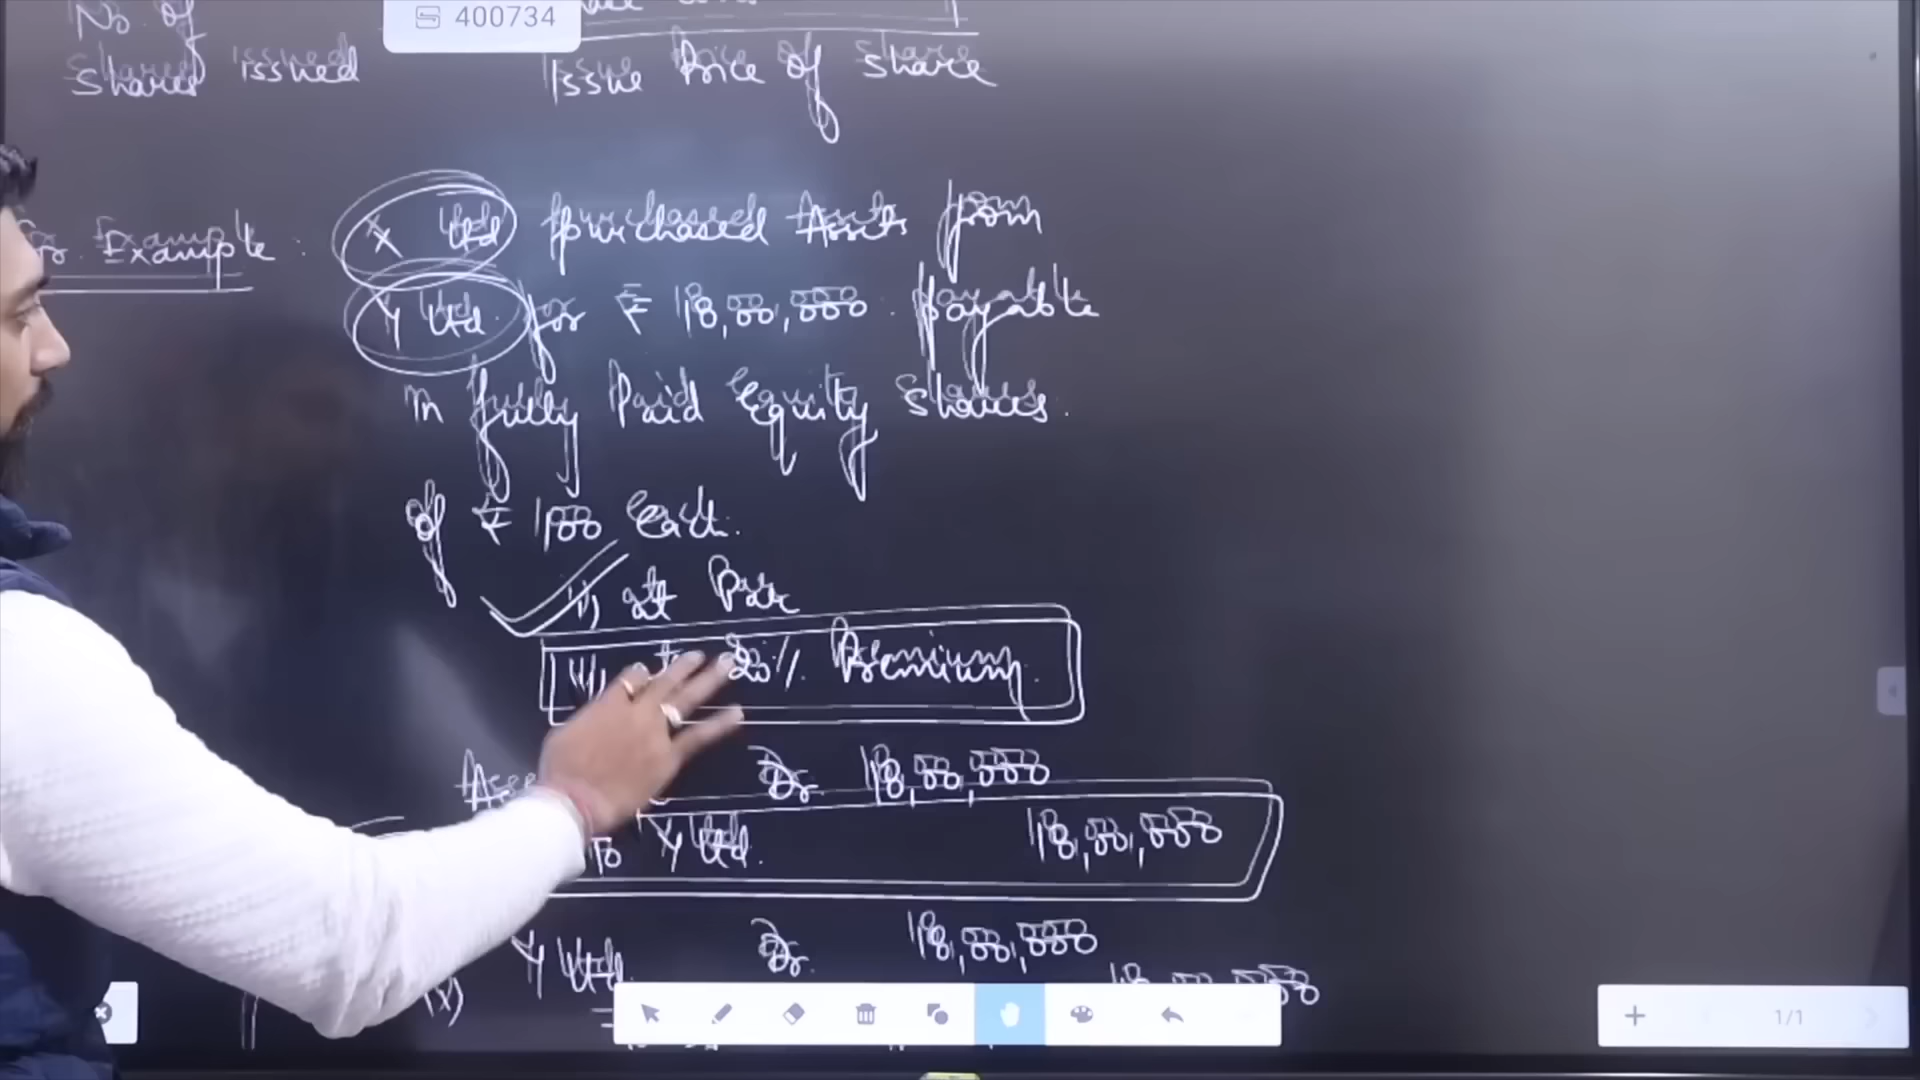 No. of
400734
Shares issued
Issue Price of share
For Example :
X Ltd purchased Assets from
Y Ltd. for ₹ 18,00,000. payable
in fully Paid Equity Shares.
of ₹ 100 each.
i) at Par
ii) at 20% Premium.
Dr. 18,00,000
To Y Ltd. 18,00,000
Y Ltd. Dr. 18,00,000
(X)
1/1